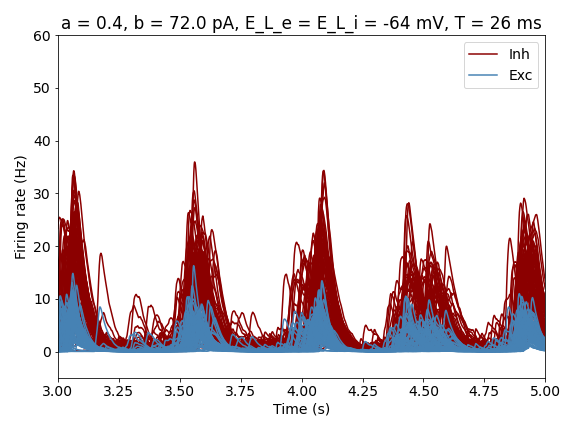 a = 0.4, b = 72.0 pA, E_L_e = E_L_i = -64 mV, T = 26 ms
Inh
Exc
Firing rate (Hz)
60
50
40
30
20
10
0
3.00 3.25 3.50 3.75 4.00 4.25 4.50 4.75 5.00
Time (s)